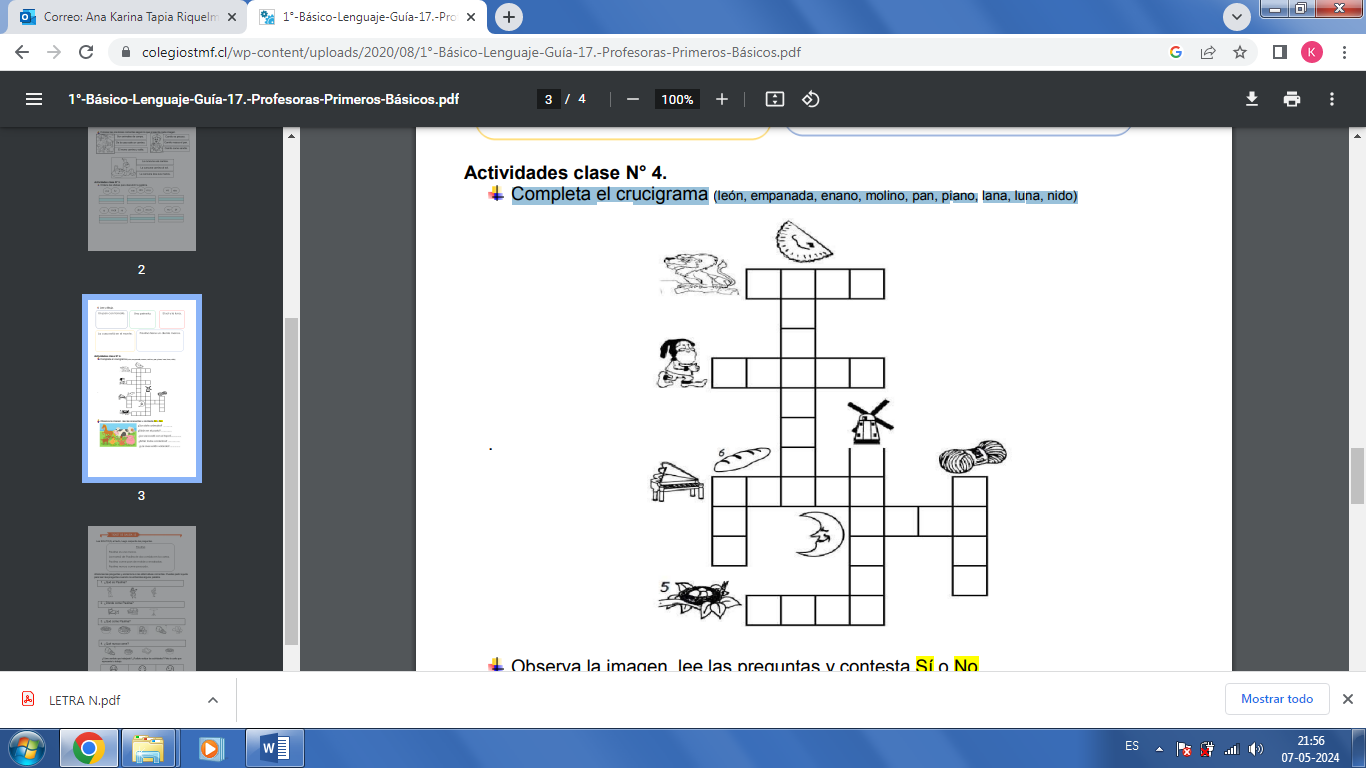 Correo: Ana Karina Tapia Riquelm
1°-Básico-Lenguaje-Guía-17.-Pro
colegiostmf.cl/wp-content/uploads/2020/08/1°-Básico-Lenguaje-Guía-17.-Profesoras-Primeros-Básicos.pdf
K
1°-Básico-Lenguaje-Guía-17.-Profesoras-Primeros-Básicos.pdf
3 / 4
100%
2
3
Actividades clase N° 4.
Completa el crucigrama (león, empanada, enano, molino, pan, piano, lana, luna, nido)
6
5
Observa la imagen, lee las preguntas y contesta Sí o No
LETRA N.pdf
Mostrar todo
ES
21:56
07-05-2024